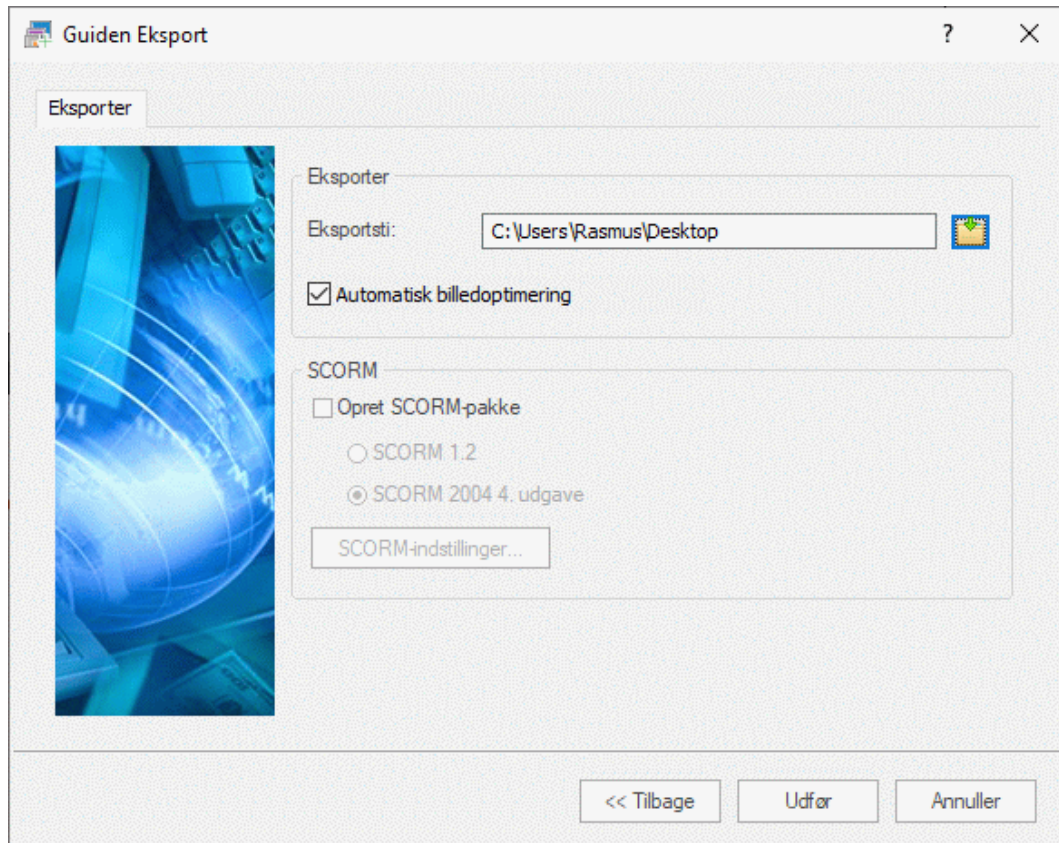 Guiden Eksport
?
Eksporter
Eksporter
Eksportsti:
C:\Users\Rasmus\Desktop
Automatisk billedoptimering
SCORM
Opret SCORM-pakke
SCORM 1.2
SCORM 2004 4. udgave
SCORM-indstillinger...
<< Tilbage
Udfør
Annuller